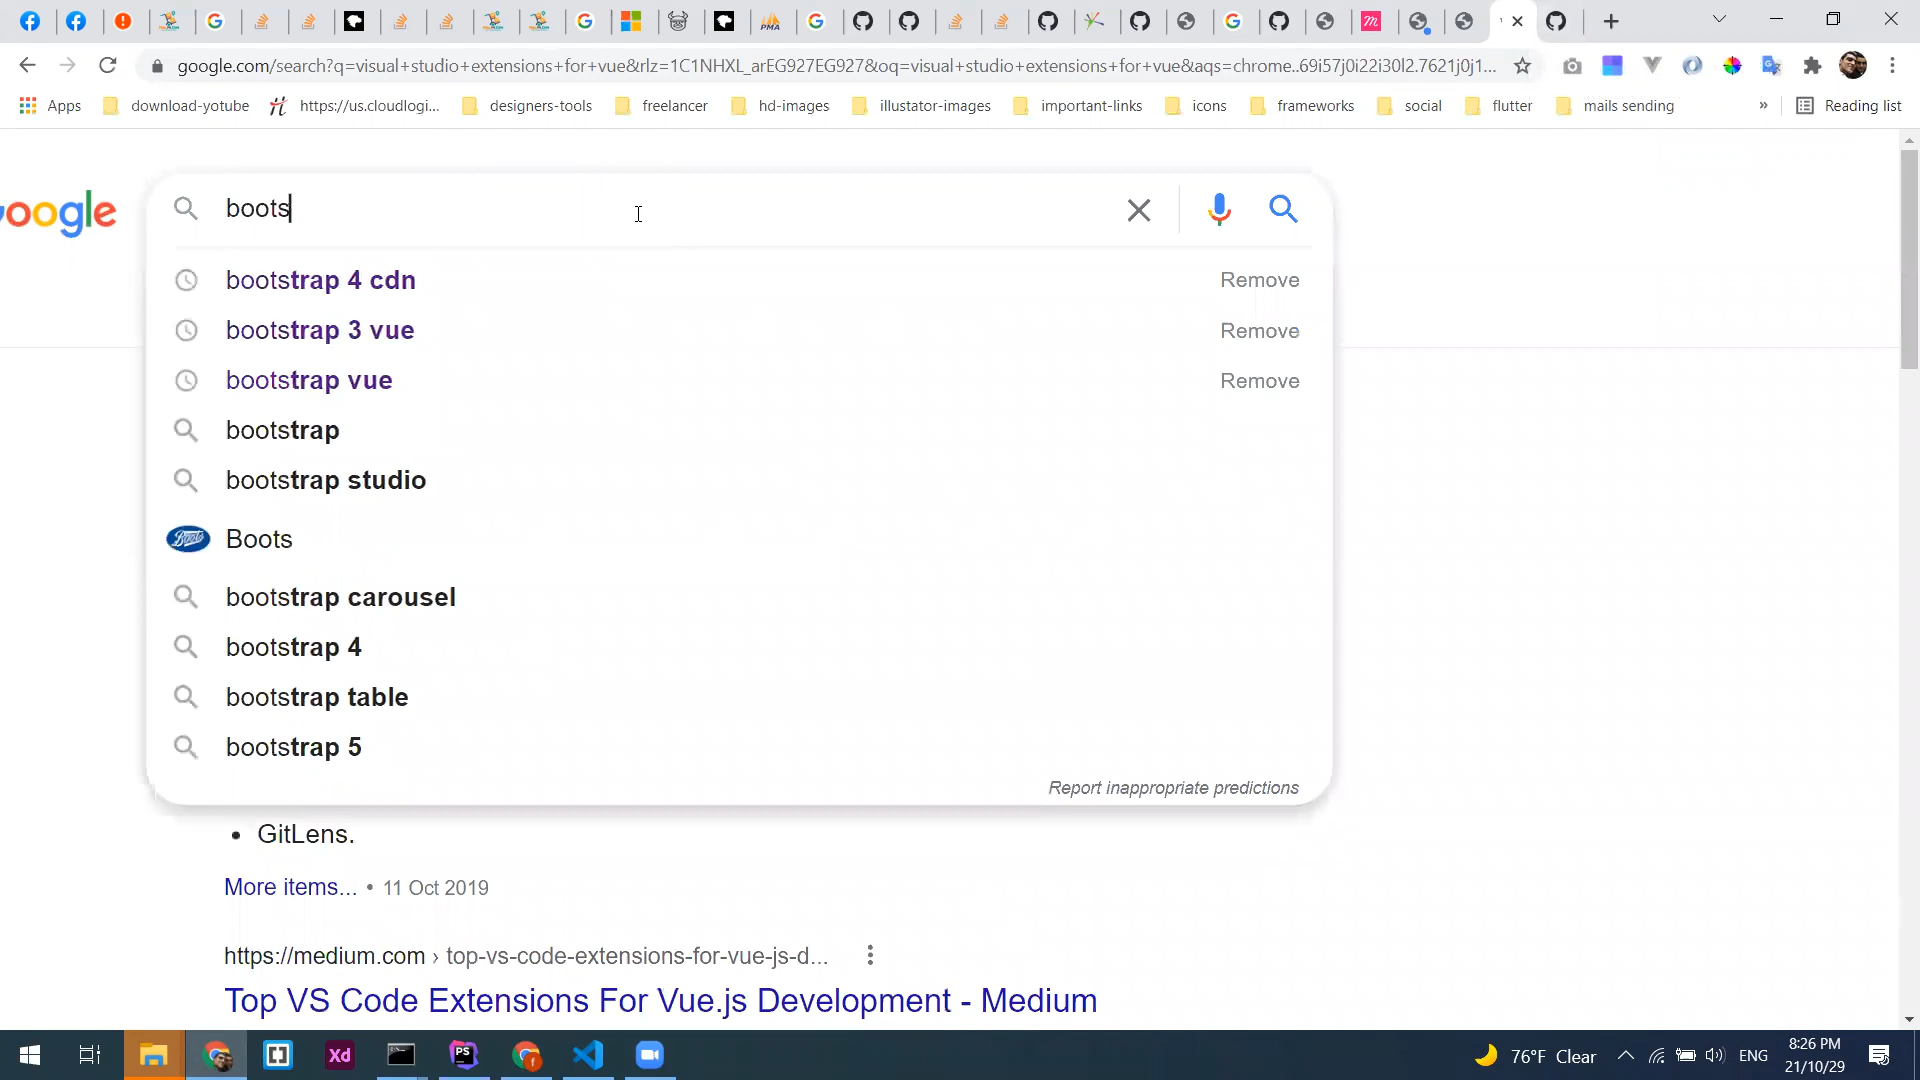 google.com/search?q=visual+studio+extensions+for+vue&rlz=1C1NHXL_arEG927EG927&oq=visual+studio+extensions+for+vue&aqs=chrome..69i57j0i22i30l2.7621j0j1...
Apps
download-yotube
https://us.cloudlogi...
designers-tools
freelancer
hd-images
illustator-images
important-links
icons
frameworks
social
flutter
mails sending
»
Reading list
oogle
boots
bootstrap 4 cdn
Remove
bootstrap 3 vue
Remove
bootstrap vue
Remove
bootstrap
bootstrap studio
Boots
Boots
bootstrap carousel
bootstrap 4
bootstrap table
bootstrap 5
Report inappropriate predictions
• GitLens.
More items... • 11 Oct 2019
https://medium.com › top-vs-code-extensions-for-vue-js-d...
Top VS Code Extensions For Vue.js Development - Medium
Xd
PS
76°F Clear
ENG
8:26 PM
21/10/29